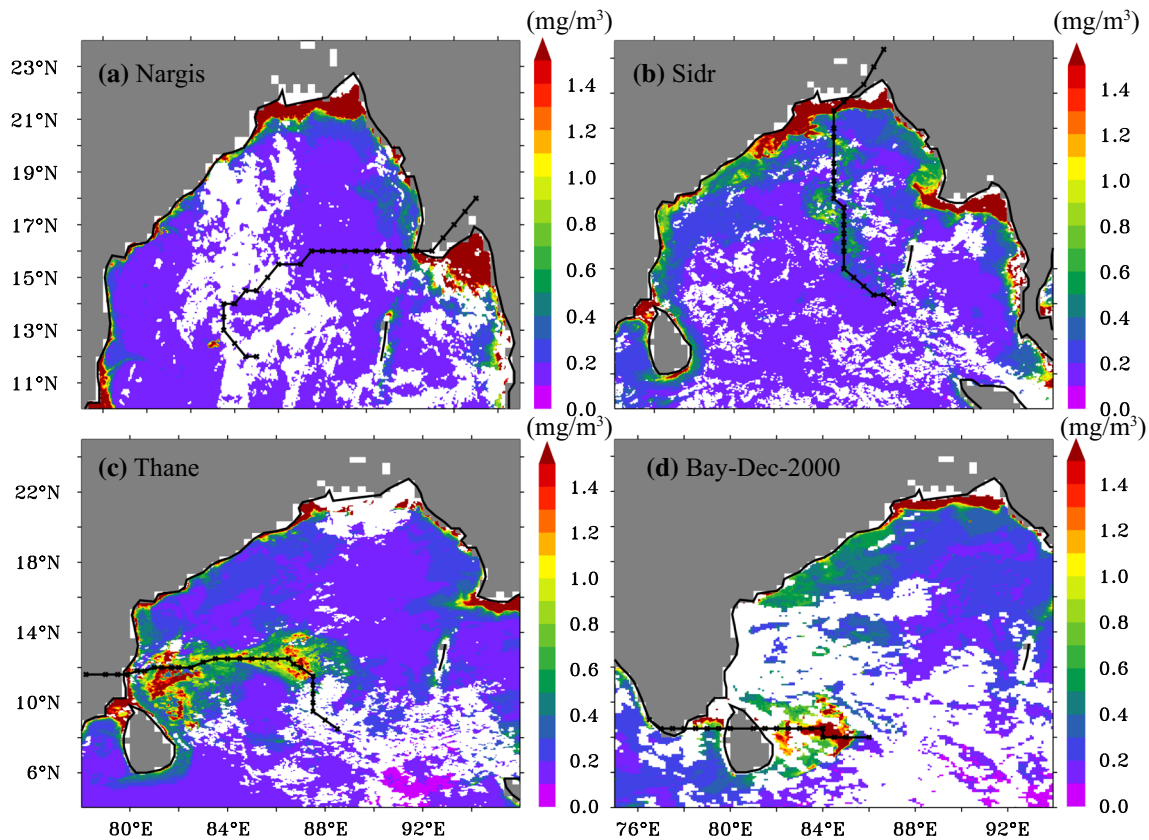 (mg/m³) (mg/m³)
(a) Nargis
23°N
21°N
19°N
17°N
15°N
13°N
11°N
1.4
1.2
1.0
0.8
0.6
0.4
0.2
0.0
(b) Sidr
1.4
1.2
1.0
0.8
0.6
0.4
0.2
0.0
(mg/m³) (mg/m³)
(c) Thane
22°N
18°N
14°N
10°N
6°N
80°E 84°E 88°E 92°E
1.4
1.2
1.0
0.8
0.6
0.4
0.2
0.0
(d) Bay-Dec-2000
76°E 80°E 84°E 88°E 92°E
1.4
1.2
1.0
0.8
0.6
0.4
0.2
0.0